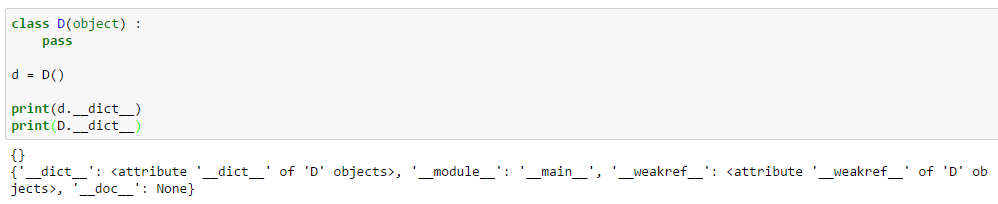 class D(object) :
    pass
d = D()
print(d.__dict__)
print(D.__dict__)
{}
{'__dict__': <attribute '__dict__' of 'D' objects>, '__module__': '__main__', '__weakref__': <attribute '__weakref__' of 'D' ob
jects>, '__doc__': None}